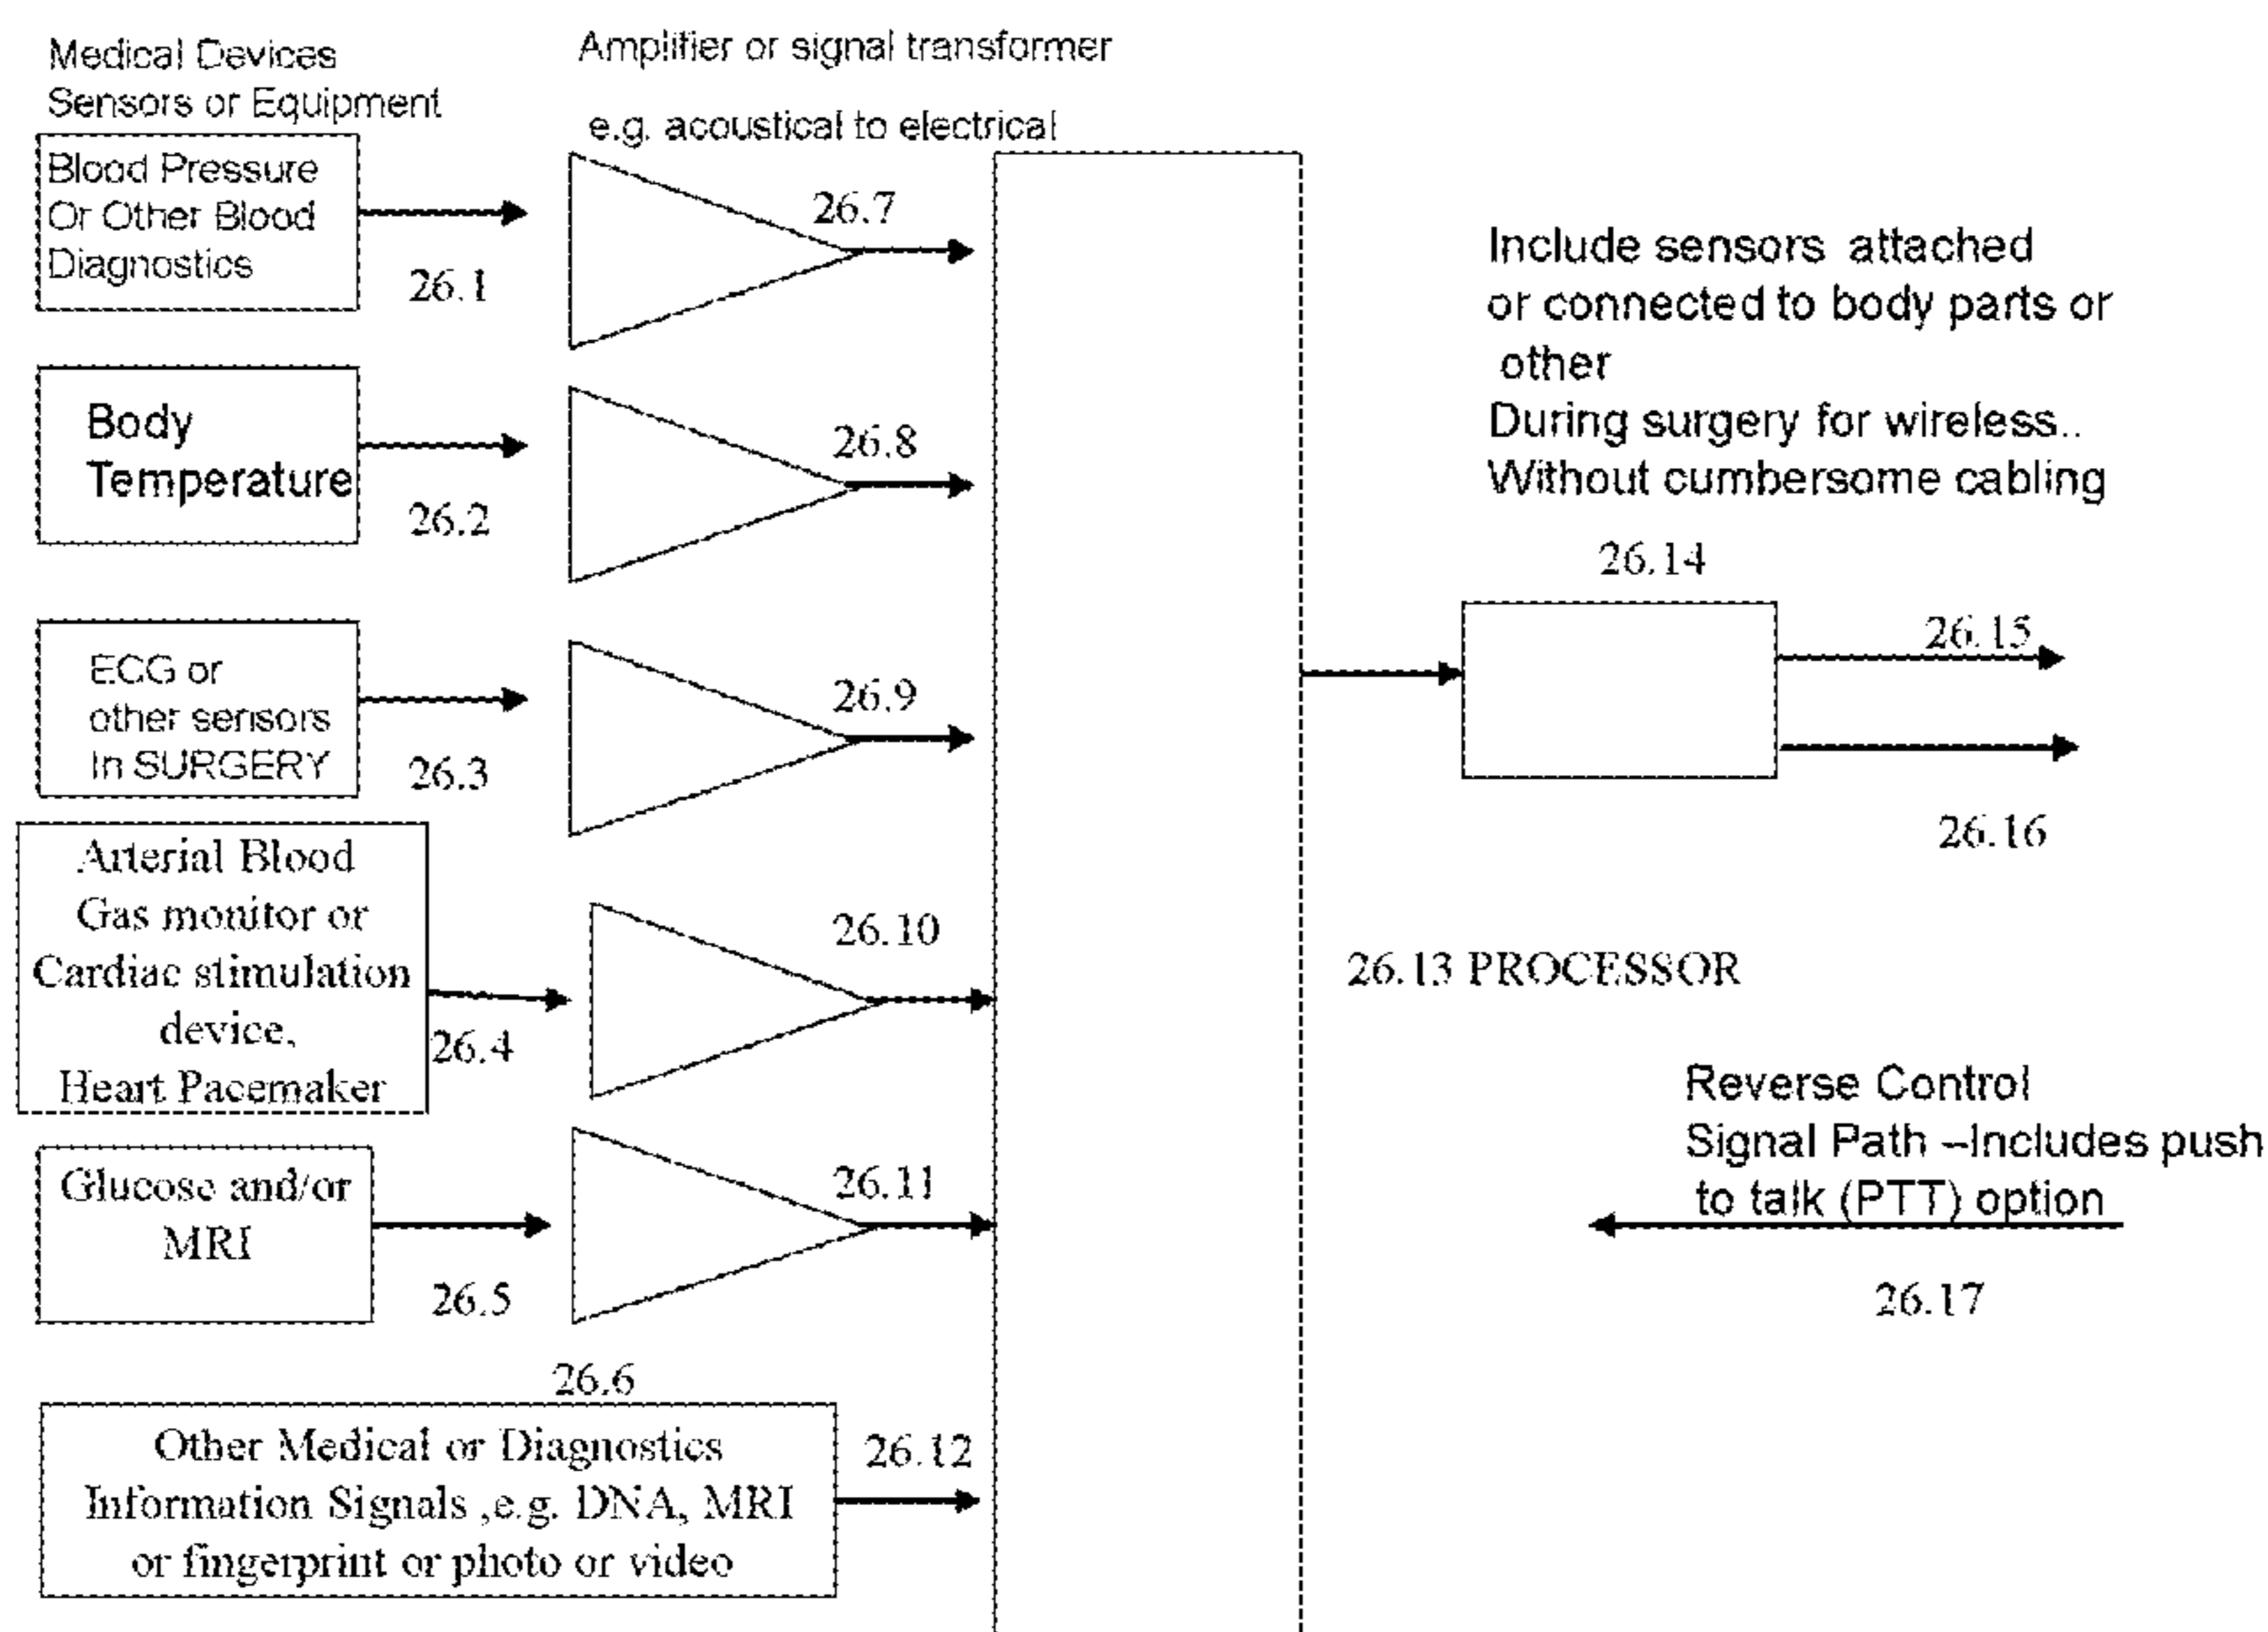 Medical Devices
Sensors or Equipment
Amplifier or signal transformer
e.g. acoustical to electrical
Blood Pressure
Or Other Blood
Diagnostics
26.1
26.7
Body
Temperature
26.2
26.8
ECG or
other sensors
In SURGERY
26.3
26.9
Arterial Blood
Gas monitor or
Cardiac stimulation
device,
Heart Pacemaker
26.4
26.10
Glucose and/or
MRI
26.5
26.11
26.6
Other Medical or Diagnostics
Information Signals ,e.g. DNA, MRI
or fingerprint or photo or video
26.12
Include sensors attached
or connected to body parts or
other
During surgery for wireless..
Without cumbersome cabling
26.14
26.15
26.16
26.13 PROCESSOR
Reverse Control
Signal Path –Includes push
to talk (PTT) option
26.17